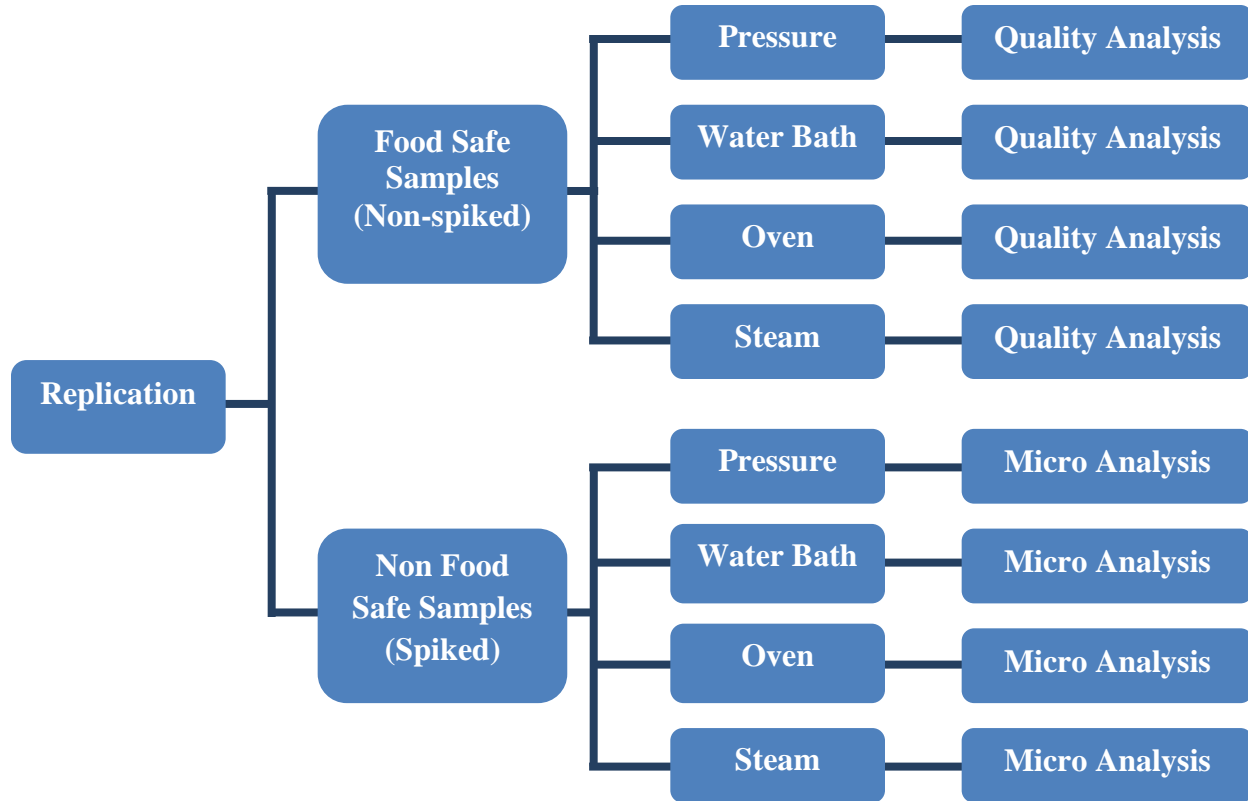 Replication
Food Safe
Samples
(Non-spiked)
Pressure
Quality Analysis
Water Bath
Quality Analysis
Oven
Quality Analysis
Steam
Quality Analysis
Non Food
Safe Samples
(Spiked)
Pressure
Micro Analysis
Water Bath
Micro Analysis
Oven
Micro Analysis
Steam
Micro Analysis